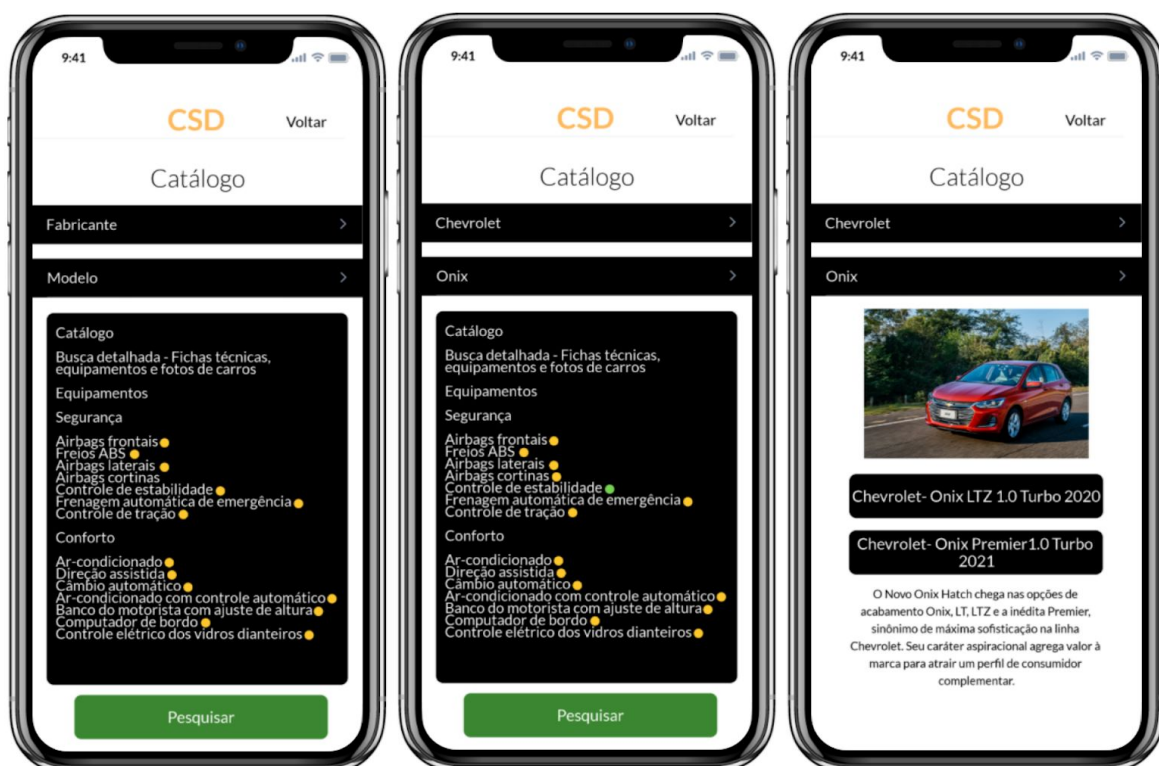 9:41
CSD
Voltar
Catálogo
Fabricante
Modelo
Catálogo
Busca detalhada - Fichas técnicas,
equipamentos e fotos de carros
Equipamentos
Segurança
Airbags frontais
Freios ABS
Airbags laterais
Airbags cortinas
Controle de estabilidade
Frenagem automática de emergência
Controle de tração
Conforto
Ar-condicionado
Direção assistida
Câmbio automático
Ar-condicionado com controle automático
Banco do motorista com ajuste de altura
Computador de bordo
Controle elétrico dos vidros dianteiros
Pesquisar
9:41
CSD
Voltar
Catálogo
Chevrolet
Onix
Catálogo
Busca detalhada - Fichas técnicas,
equipamentos e fotos de carros
Equipamentos
Segurança
Airbags frontais
Freios ABS
Airbags laterais
Airbags cortinas
Controle de estabilidade
Frenagem automática de emergência
Controle de tração
Conforto
Ar-condicionado
Direção assistida
Câmbio automático
Ar-condicionado com controle automático
Banco do motorista com ajuste de altura
Computador de bordo
Controle elétrico dos vidros dianteiros
Pesquisar
9:41
CSD
Voltar
Catálogo
Chevrolet
Onix
Chevrolet- Onix LTZ 1.0 Turbo 2020
Chevrolet- Onix Premier1.0 Turbo
2021
O Novo Onix Hatch chega nas opções de
acabamento Onix, LT, LTZ e a inédita Premier,
sinônimo de máxima sofisticação na linha
Chevrolet. Seu caráter aspiracional agrega valor à
marca para atrair um perfil de consumidor
complementar.